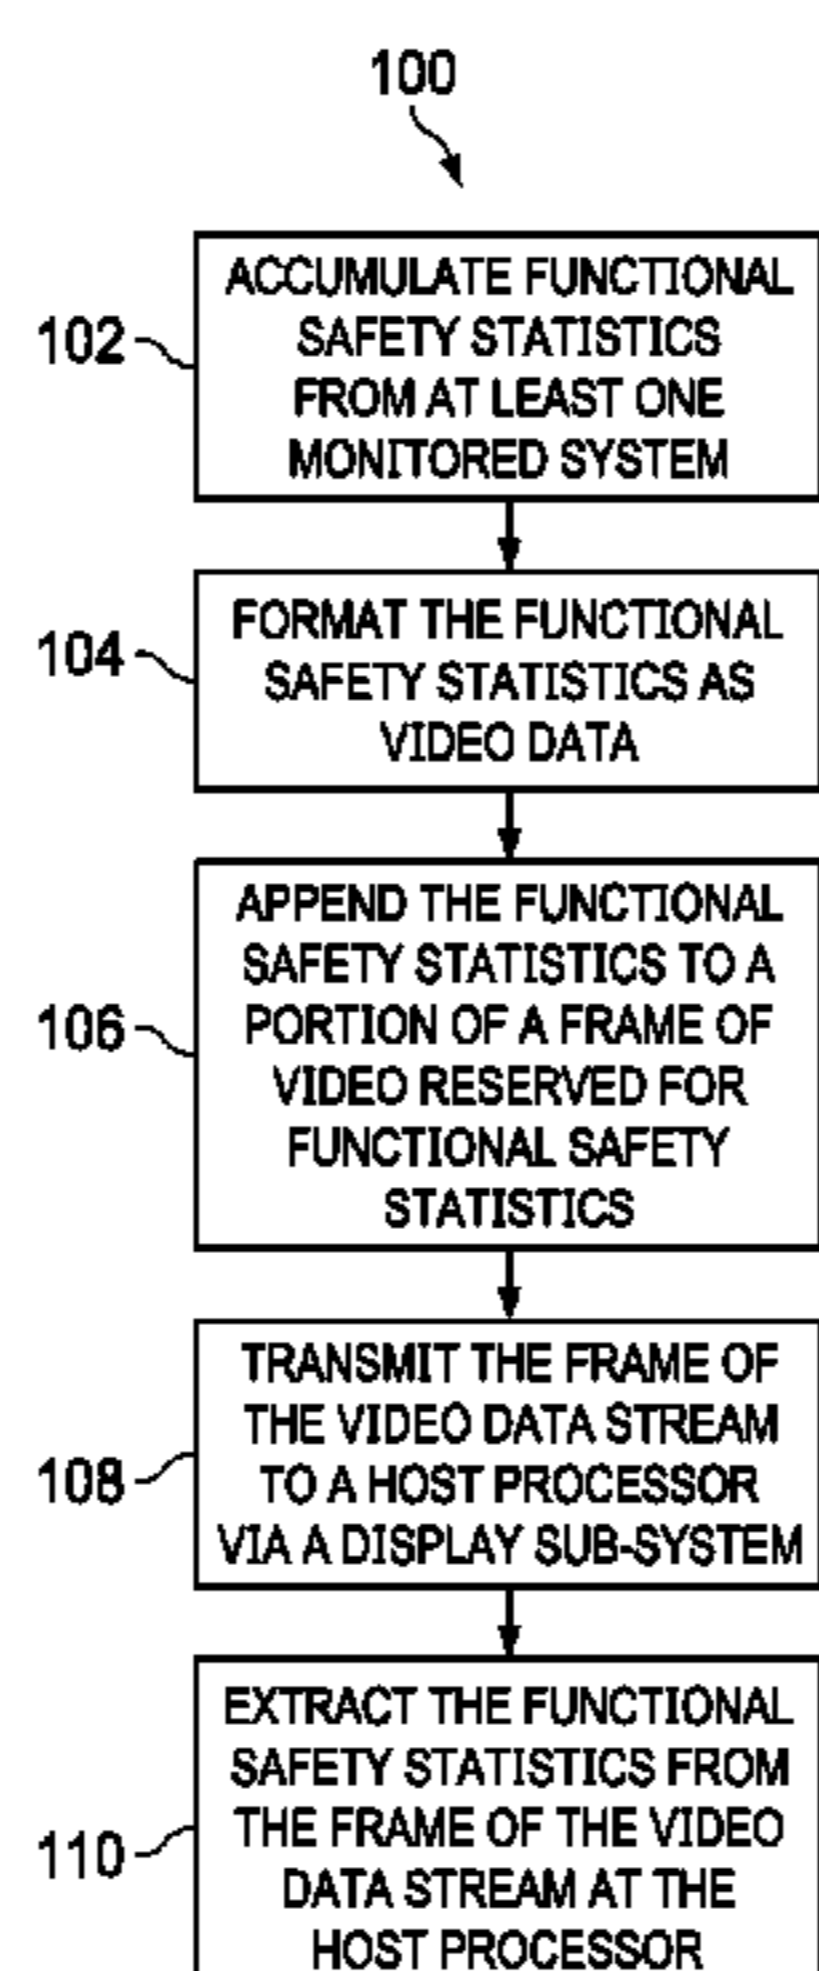 100
102
ACCUMULATE FUNCTIONAL
SAFETY STATISTICS
FROM AT LEAST ONE
MONITORED SYSTEM
104
FORMAT THE FUNCTIONAL
SAFETY STATISTICS AS
VIDEO DATA
106
APPEND THE FUNCTIONAL
SAFETY STATISTICS TO A
PORTION OF A FRAME OF
VIDEO RESERVED FOR
FUNCTIONAL SAFETY
STATISTICS
108
TRANSMIT THE FRAME OF
THE VIDEO DATA STREAM
TO A HOST PROCESSOR
VIA A DISPLAY SUB-SYSTEM
110
EXTRACT THE FUNCTIONAL
SAFETY STATISTICS FROM
THE FRAME OF THE VIDEO
DATA STREAM AT THE
HOST PROCESSOR